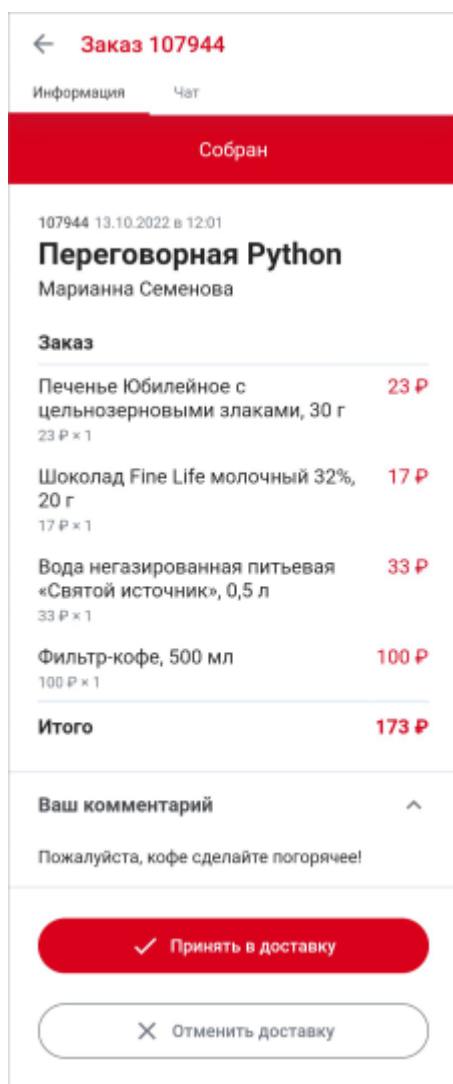 Заказ 107944
Информация Чат
Собран
107944 13.10.2022 в 12:01
Переговорная Python
Марианна Семенова
Заказ
Печенье Юбилейное с 23 ₽
цельнозерновыми злаками, 30 г
23 ₽ × 1
Шоколад Fine Life молочный 32%, 17 ₽
20 г
17 ₽ × 1
Вода негазированная питьевая 33 ₽
«Святой источник», 0,5 л
33 ₽ × 1
Фильтр-кофе, 500 мл 100 ₽
100 ₽ × 1
Итого 173 ₽
Ваш комментарий
Пожалуйста, кофе сделайте погорячее!
Принять в доставку
Отменить доставку